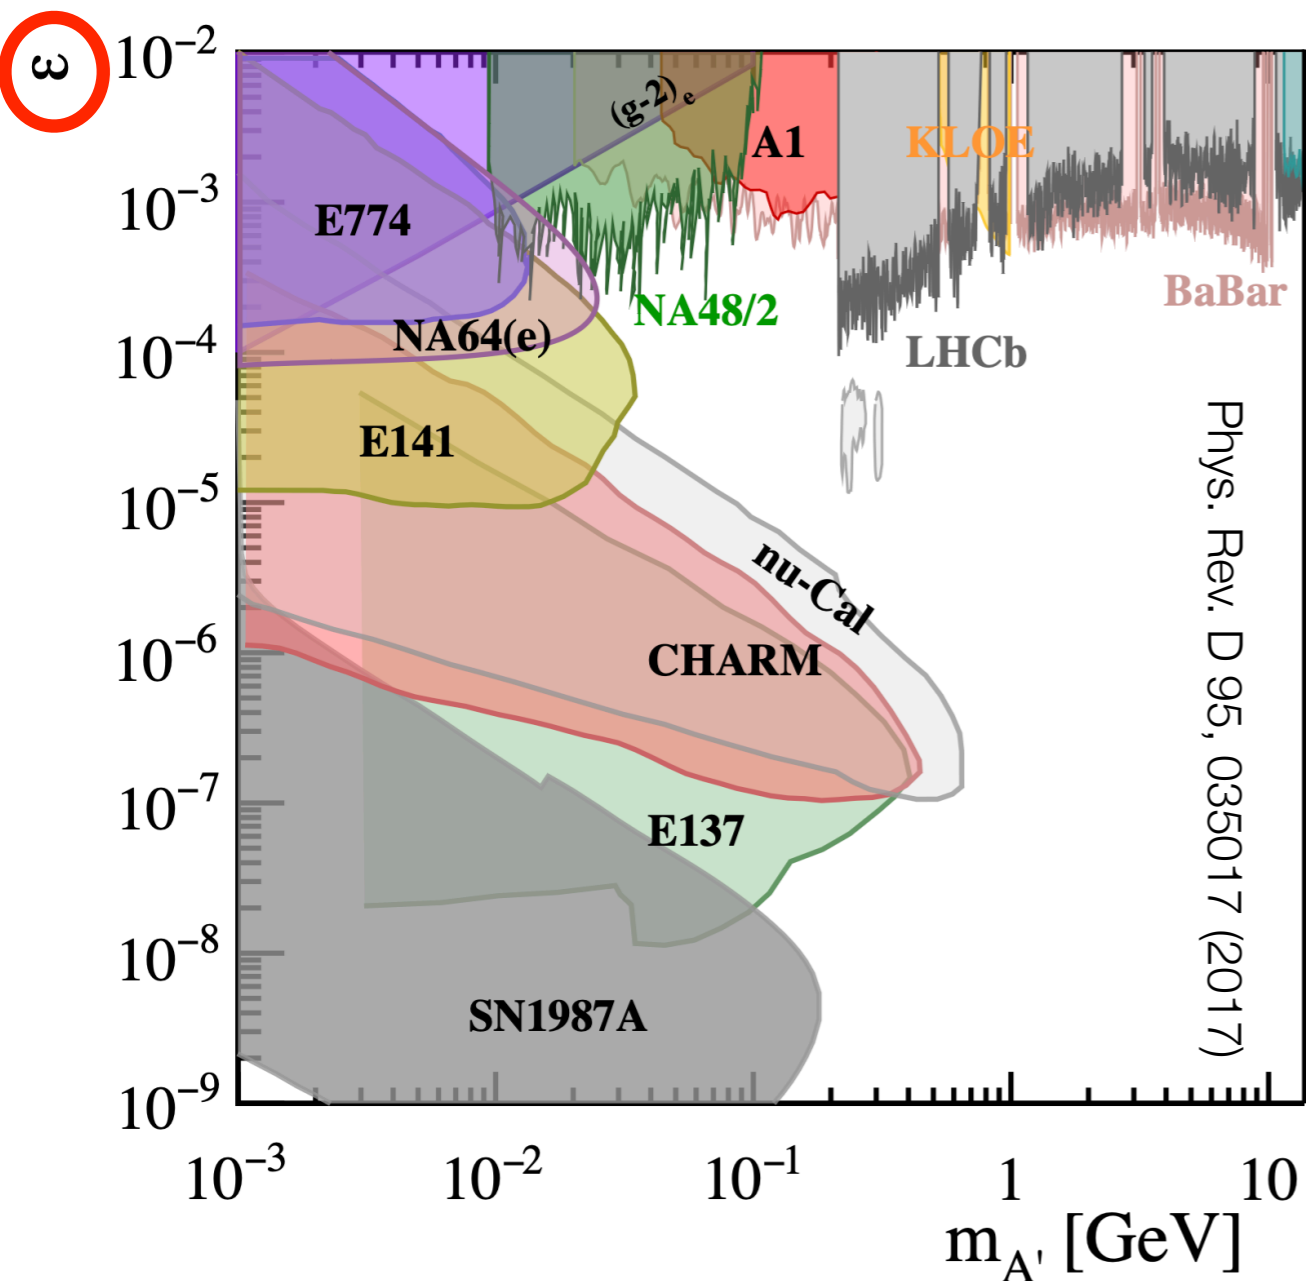 ε
10⁻²
10⁻³
10⁻⁴
10⁻⁵
10⁻⁶
10⁻⁷
10⁻⁸
10⁻⁹
(g-2)ₑ
A1
KLOE
E774
NA48/2
BaBar
NA64(e)
LHCb
E141
nu-Cal
CHARM
E137
SN1987A
Phys. Rev. D 95, 035017 (2017)
10⁻³ 10⁻² 10⁻¹ 1 10
m_A' [GeV]